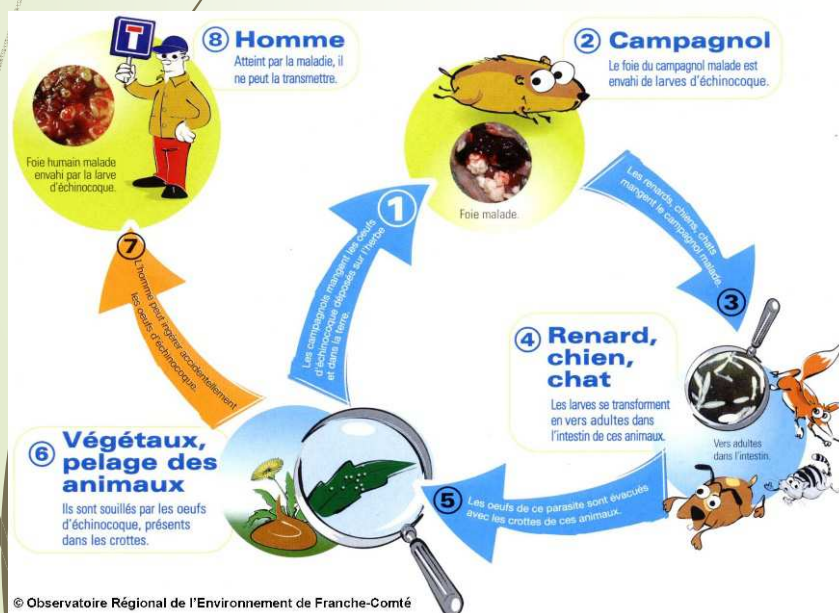 ① Les campagnols mangent les oeufs
d'échinocoque déposés sur l'herbe
et dans la terre.
② Campagnol
Le foie du campagnol malade est
envahi de larves d'échinocoque.
Foie malade.
③ Les renards, chiens, chats
mangent le campagnol malade.
④ Renard,
chien,
chat
Les larves se transforment
en vers adultes dans
l'intestin de ces animaux.
Vers adultes
dans l'intestin.
⑤ Les oeufs de ce parasite sont évacués
avec les crottes de ces animaux.
⑥ Végétaux,
pelage des
animaux
Ils sont souillés par les oeufs
d'échinocoque, présents
dans les crottes.
⑦ L'homme peut ingérer accidentellement
les oeufs d'échinocoque.
⑧ Homme
Atteint par la maladie, il
ne peut la transmettre.
T
Foie humain malade
envahi par la larve
d'échinocoque.
© Observatoire Régional de l'Environnement de Franche-Comté